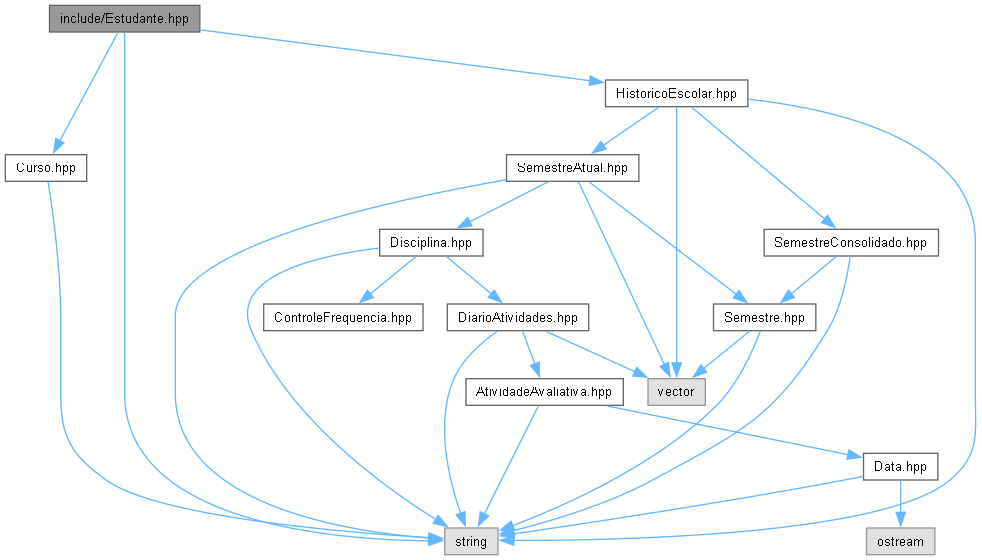 include/Estudante.hpp
HistoricoEscolar.hpp
Curso.hpp
SemestreAtual.hpp
Disciplina.hpp
SemestreConsolidado.hpp
ControleFrequencia.hpp
DiarioAtividades.hpp
Semestre.hpp
AtividadeAvaliativa.hpp
vector
Data.hpp
string
ostream